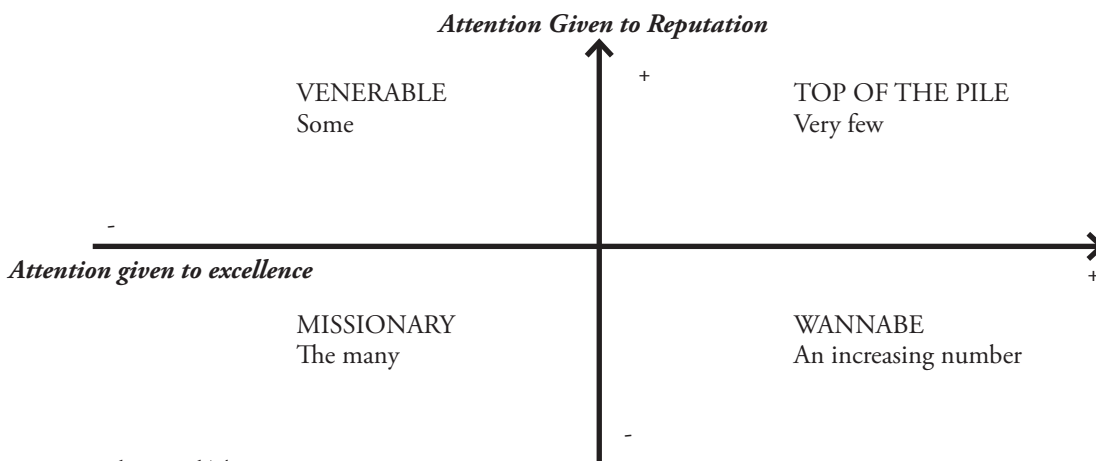 Attention Given to Reputation
+
VENERABLE
Some
TOP OF THE PILE
Very few
-
Attention given to excellence
+
MISSIONARY
The many
WANNABE
An increasing number
-